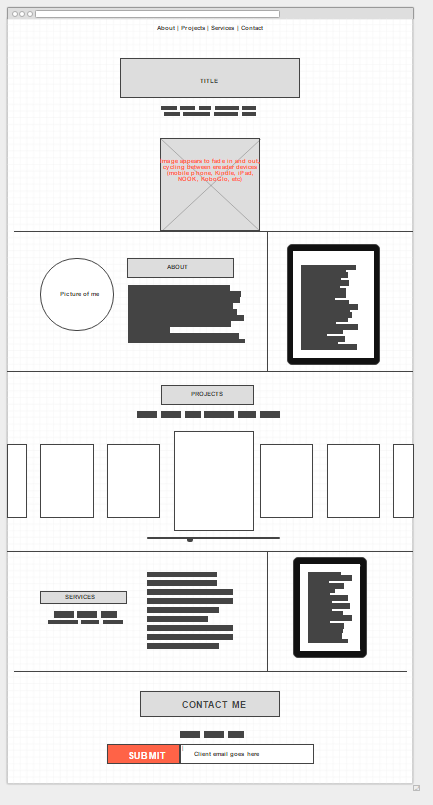 About | Projects | Services | Contact
TITLE
Image appears to fade in and out,
cycling between ereader devices
(mobile phone, Kindle, iPad,
NOOK, KoboGlo, etc)
ABOUT
Picture of me
PROJECTS
SERVICES
CONTACT ME
SUBMIT
Client email goes here